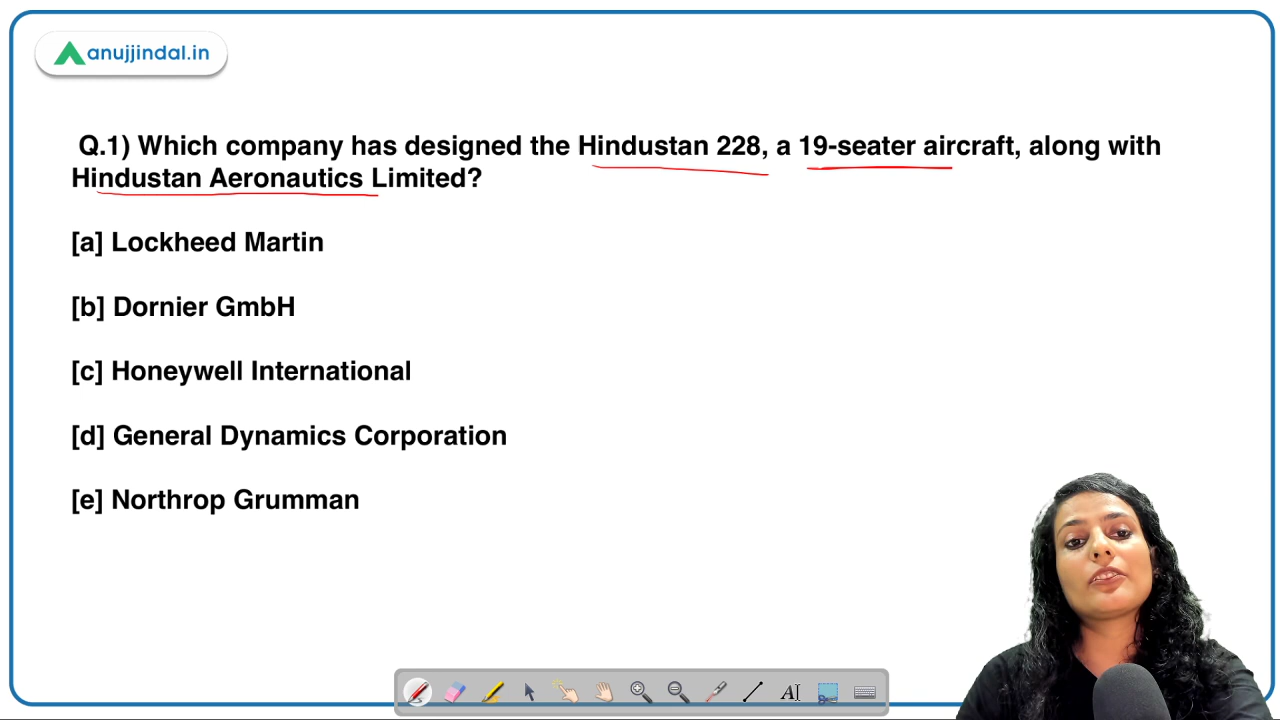 anujjindal.in
Q.1) Which company has designed the Hindustan 228, a 19-seater aircraft, along with
Hindustan Aeronautics Limited?
[a] Lockheed Martin
[b] Dornier GmbH
[c] Honeywell International
[d] General Dynamics Corporation
[e] Northrop Grumman
AI